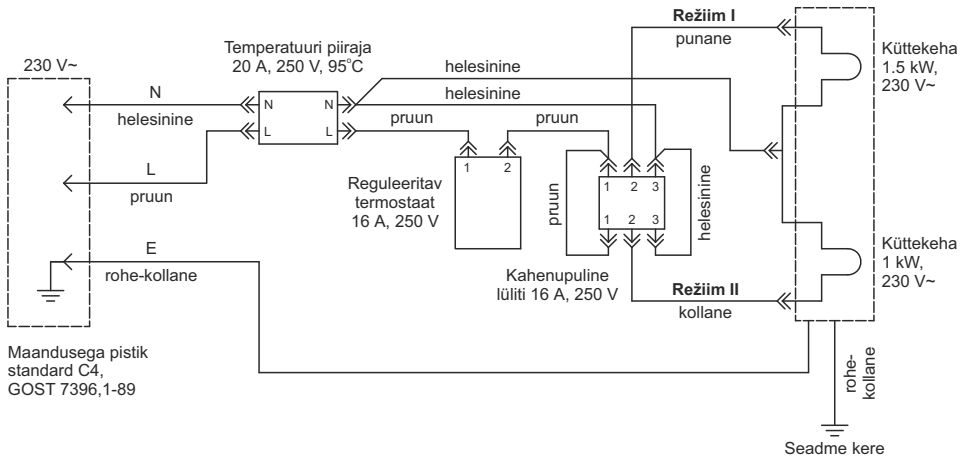 230 V~
N
helesinine
L
pruun
E
rohe-kollane
Maandusega pistik
standard C4,
GOST 7396,1-89
Temperatuuri piiraja
20 A, 250 V, 95°C
N N
L L
helesinine
helesinine
pruun
pruun
1 2
Reguleeritav
termostaat
16 A, 250 V
Režiim I
punane
1 2 3
1 2 3
pruun
helesinine
Kahenupuline
lüliti 16 A, 250 V
Režiim II
kollane
Küttekeha
1.5 kW,
230 V~
Küttekeha
1 kW,
230 V~
rohe-
kollane
Seadme kere